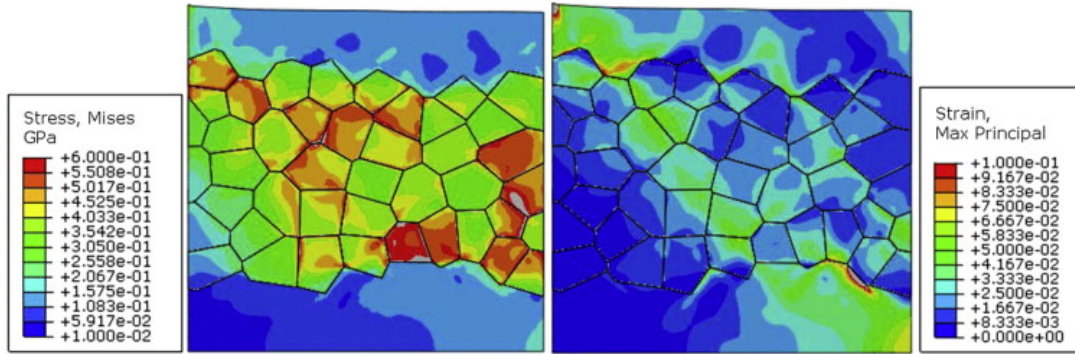 Stress, Mises
GPa
+6.000e-01
+5.508e-01
+5.017e-01
+4.525e-01
+4.033e-01
+3.542e-01
+3.050e-01
+2.558e-01
+2.067e-01
+1.575e-01
+1.083e-01
+5.917e-02
+1.000e-02
Strain,
Max Principal
+1.000e-01
+9.167e-02
+8.333e-02
+7.500e-02
+6.667e-02
+5.833e-02
+5.000e-02
+4.167e-02
+3.333e-02
+2.500e-02
+1.667e-02
+8.333e-03
+0.000e+00